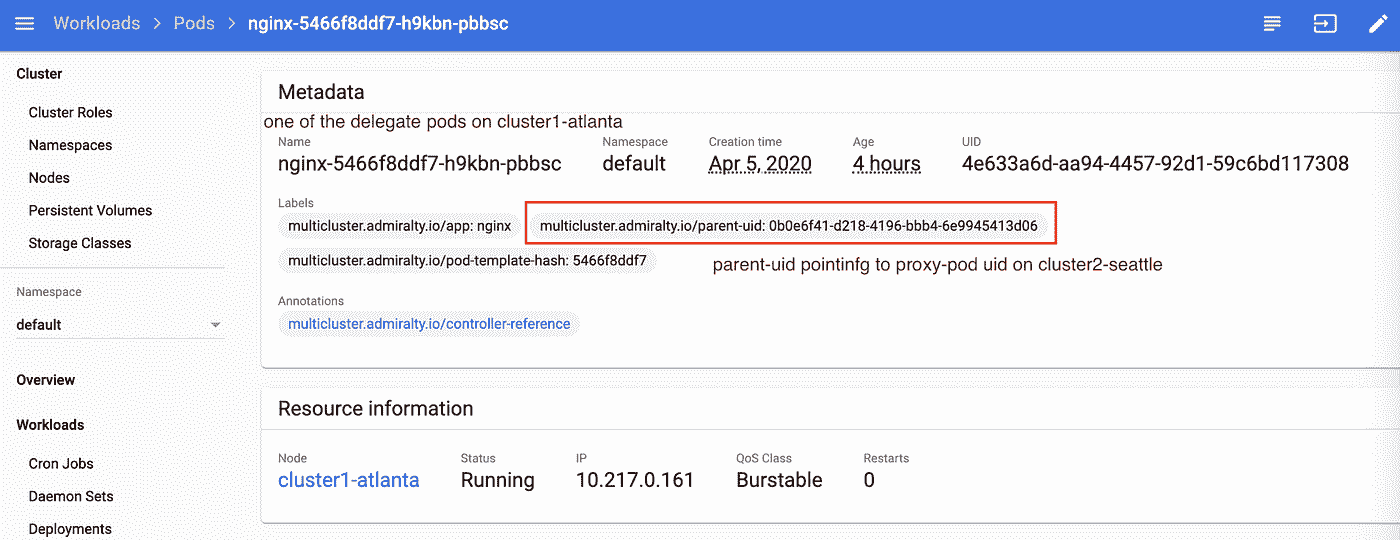 Workloads > Pods > nginx-5466f8ddf7-h9kbn-pbbsc
Cluster
Cluster Roles
Namespaces
Nodes
Persistent Volumes
Storage Classes
Namespace
default
Overview
Workloads
Cron Jobs
Daemon Sets
Deployments
Metadata
one of the delegate pods on cluster1-atlanta
Name Namespace Creation time Age UID
nginx-5466f8ddf7-h9kbn-pbbsc default Apr 5, 2020 4 hours 4e633a6d-aa94-4457-92d1-59c6bd117308
Labels
multicluster.admiralty.io/app: nginx multicluster.admiralty.io/parent-uid: 0b0e6f41-d218-4196-bbb4-6e9945413d06
multicluster.admiralty.io/pod-template-hash: 5466f8ddf7 parent-uid pointinfg to proxy-pod uid on cluster2-seattle
Annotations
multicluster.admiralty.io/controller-reference
Resource information
Node Status IP QoS Class Restarts
cluster1-atlanta Running 10.217.0.161 Burstable 0